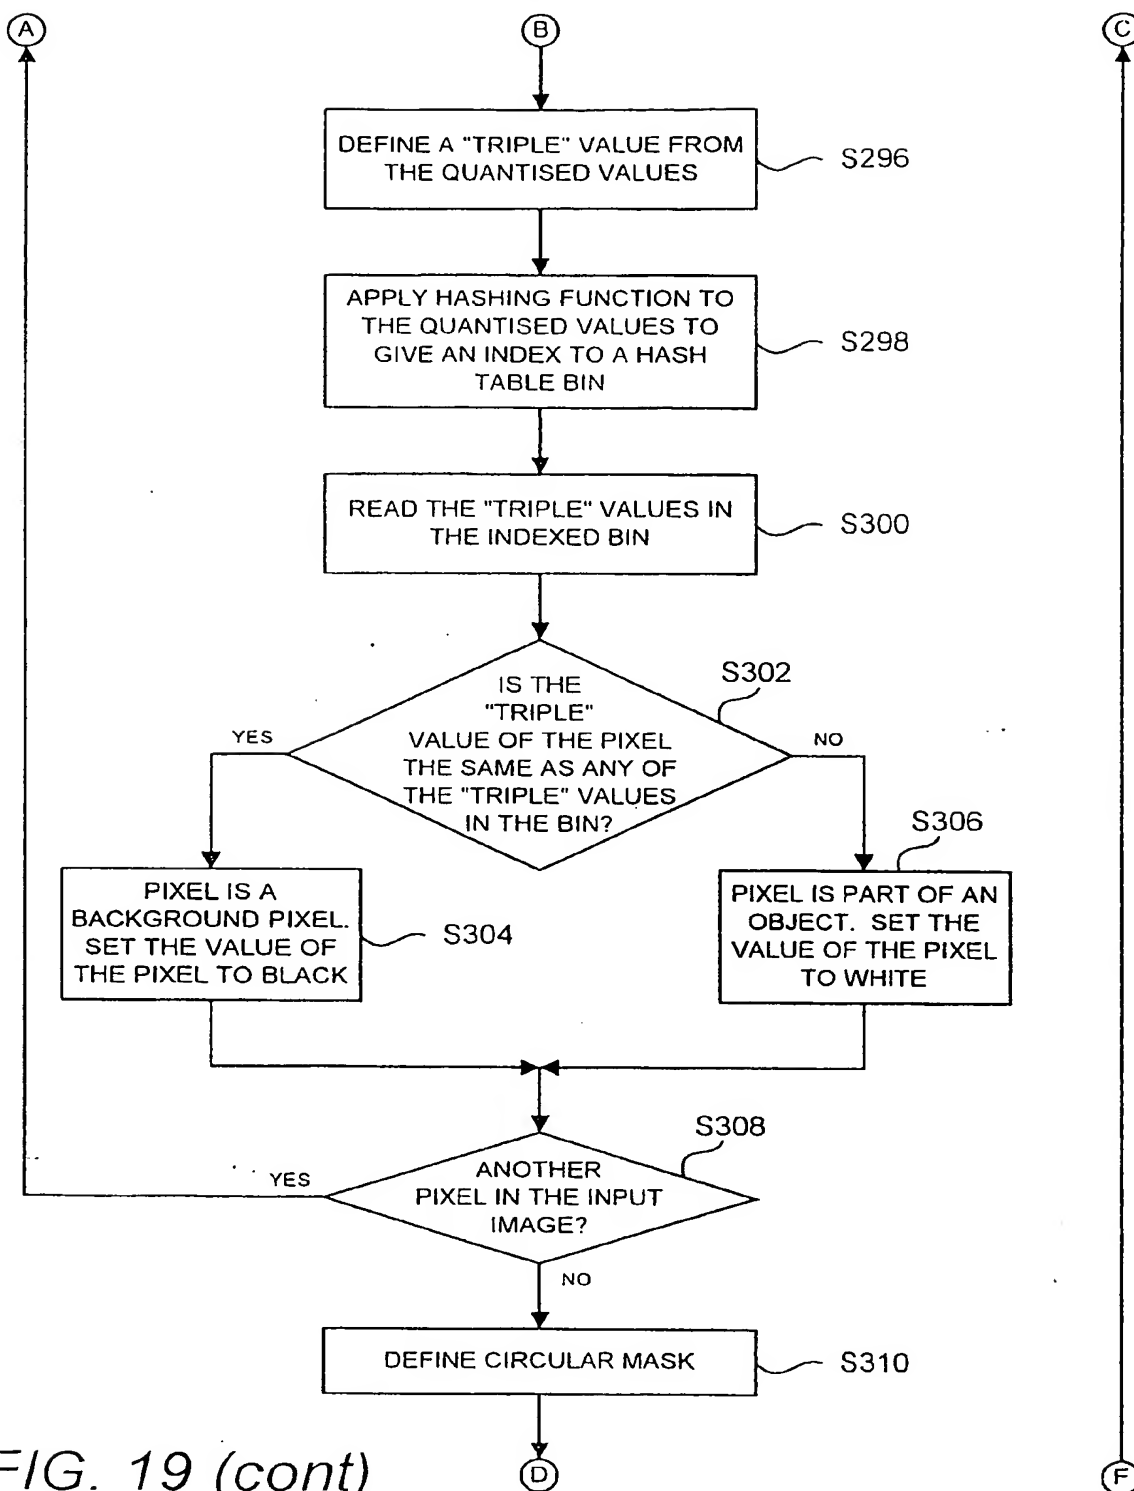 A
B
C
DEFINE A "TRIPLE" VALUE FROM
THE QUANTISED VALUES
S296
APPLY HASHING FUNCTION TO
THE QUANTISED VALUES TO
GIVE AN INDEX TO A HASH
TABLE BIN
S298
READ THE "TRIPLE" VALUES IN
THE INDEXED BIN
S300
S302
IS THE
"TRIPLE"
VALUE OF THE PIXEL
THE SAME AS ANY OF
THE "TRIPLE" VALUES
IN THE BIN?
YES
NO
PIXEL IS A
BACKGROUND PIXEL.
SET THE VALUE OF
THE PIXEL TO BLACK
S304
S306
PIXEL IS PART OF AN
OBJECT. SET THE
VALUE OF THE PIXEL
TO WHITE
S308
ANOTHER
PIXEL IN THE INPUT
IMAGE?
YES
NO
DEFINE CIRCULAR MASK
S310
FIG. 19 (cont)
D
F